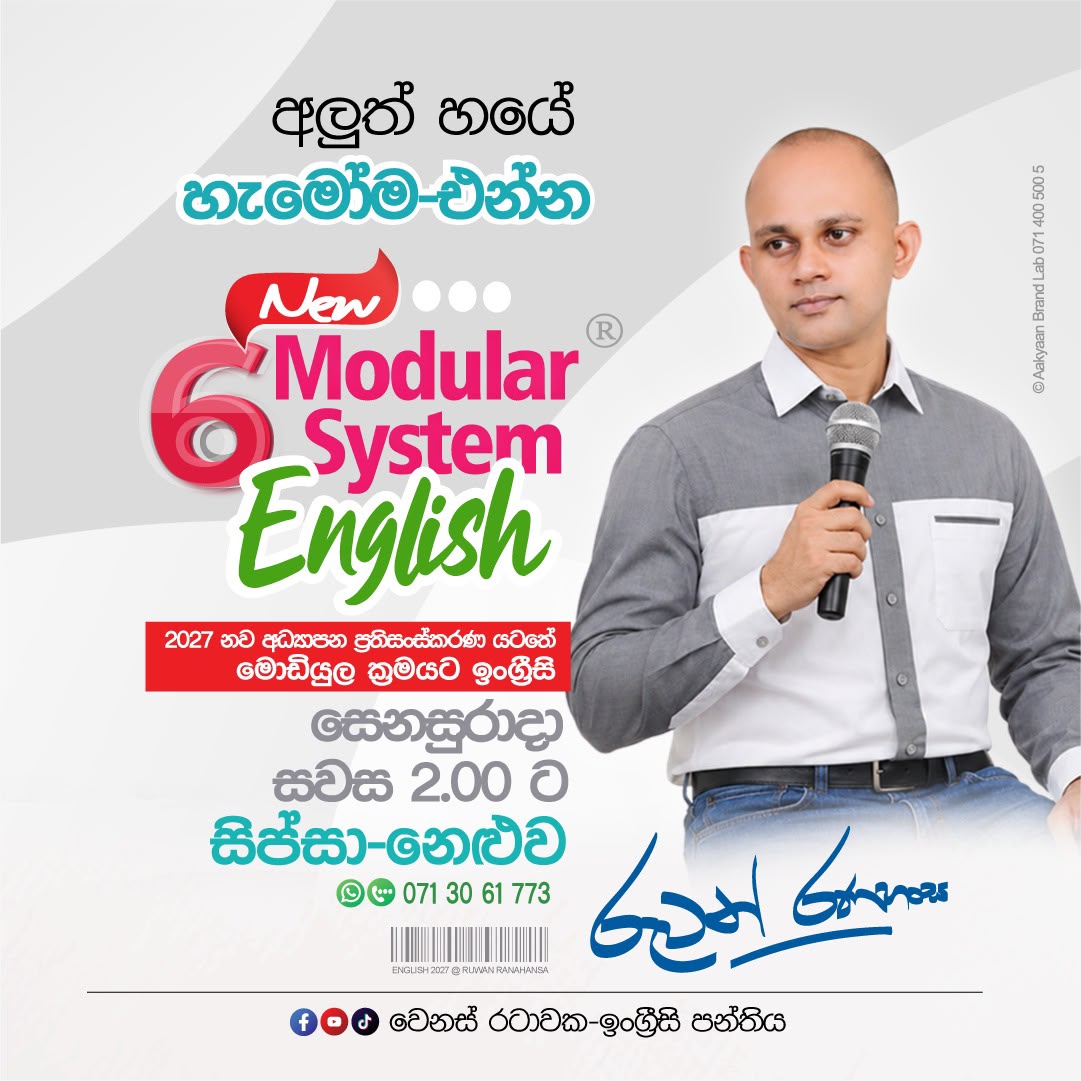 අලුත් හයේ
හැමෝම-එන්න
New
6 Modular ®
System
English
2027 නව අධ්‍යාපන ප්‍රතිසංස්කරණ යටතේ
මොඩියුල ක්‍රමයට ඉංග්‍රීසි
සෙනසුරාදා
සවස 2.00 ට
සිප්සා-නෙළුව
071 30 61 773
රුවන් රණහංස
ENGLISH 2027 @ RUWAN RANAHANSA
වෙනස් රටාවක-ඉංග්‍රීසි පන්තිය
© Aakyaan Brand Lab 071 400 500 5